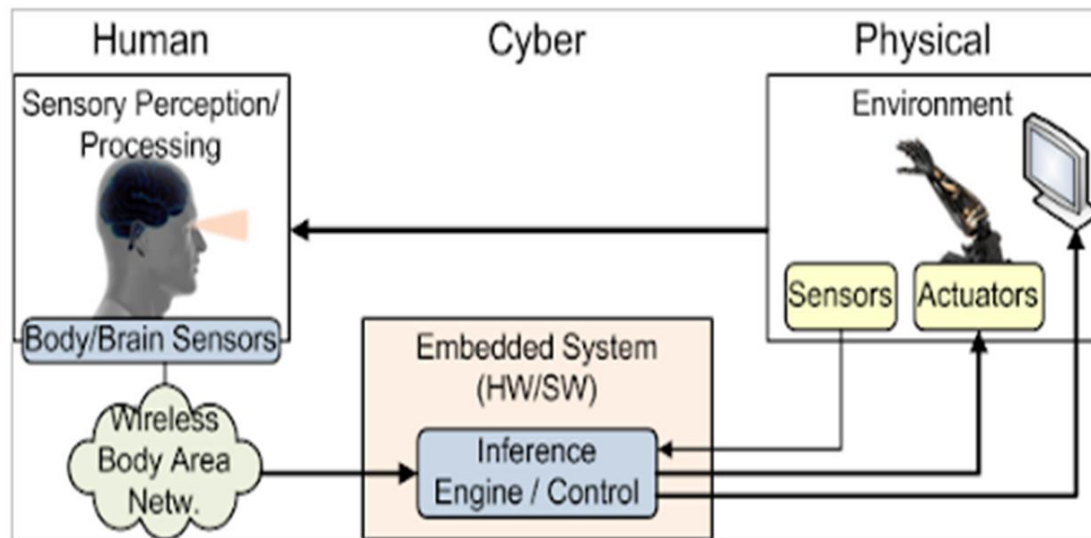 Human
Cyber
Physical
Sensory Perception/
Processing
Environment
Sensors
Actuators
Body/Brain Sensors
Embedded System
(HW/SW)
Wireless
Body Area
Netw.
Inference
Engine / Control